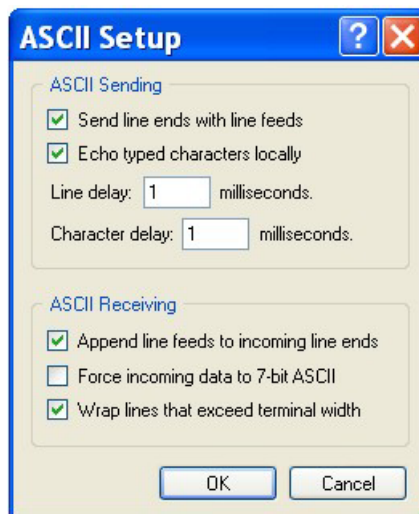 ASCII Setup
ASCII Sending
Send line ends with line feeds
Echo typed characters locally
Line delay: 1 milliseconds.
Character delay: 1 milliseconds.
ASCII Receiving
Append line feeds to incoming line ends
Force incoming data to 7-bit ASCII
Wrap lines that exceed terminal width
OK Cancel